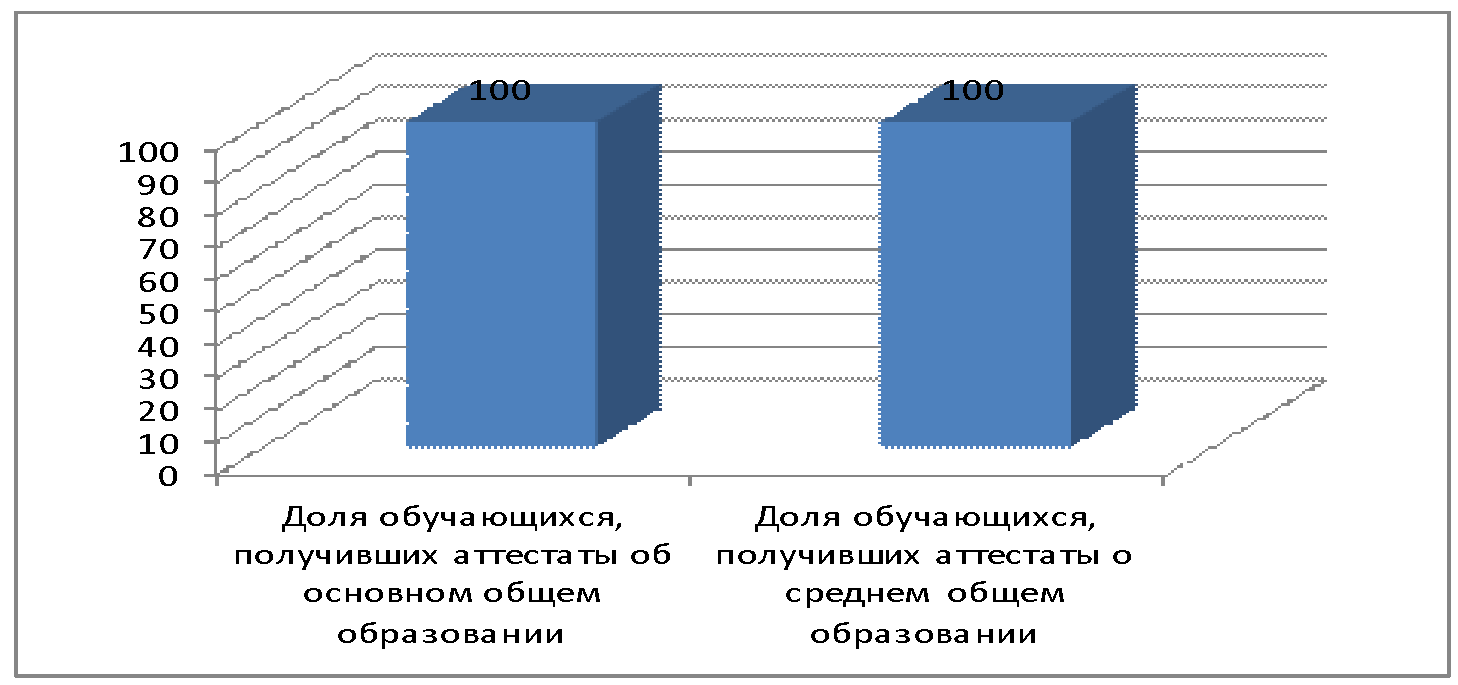 100
100
100
90
80
70
60
50
40
30
20
10
0
Доля обучающихся,
получивших аттестаты об
основном общем
образовании
Доля обучающихся,
получивших аттестаты о
среднем общем
образовании